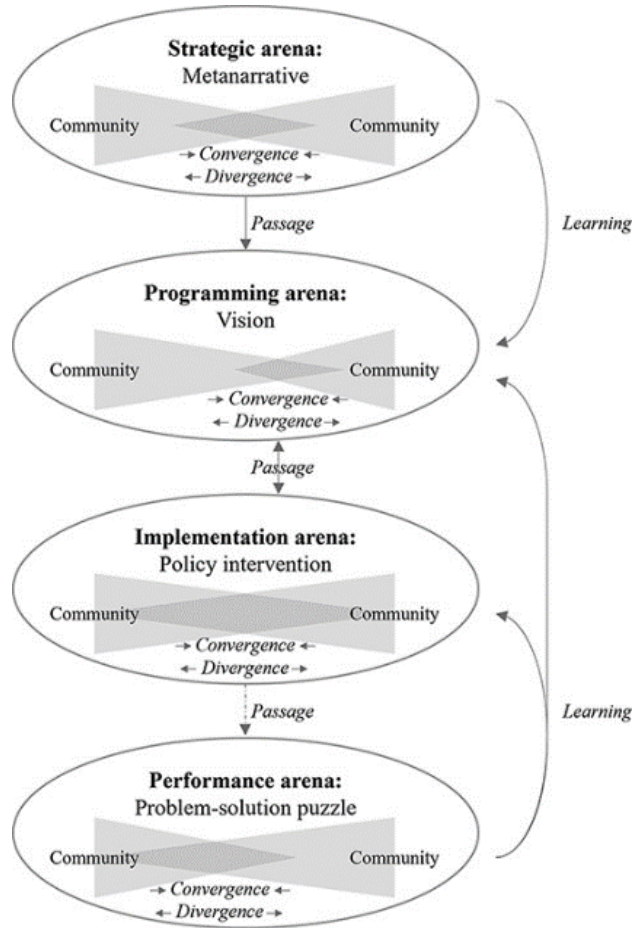 Strategic arena:
Metanarrative
Community Community
Convergence
Divergence
Passage
Learning
Programming arena:
Vision
Community Community
Convergence
Divergence
Passage
Implementation arena:
Policy intervention
Community Community
Convergence
Divergence
Passage
Learning
Performance arena:
Problem-solution puzzle
Community Community
Convergence
Divergence